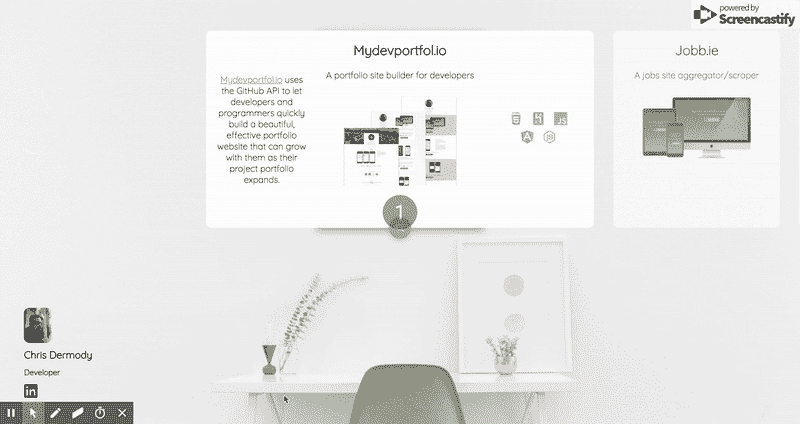 powered by
Screencastify
Mydevportfol.io
A portfolio site builder for developers
Mydevportfol.io uses
the GitHub API to let
developers and
programmers quickly
build a beautiful,
effective portfolio
website that can grow
with them as their
project portfolio
expands.
1
Jobb.ie
A jobs site aggregator/scraper
Chris Dermody
Developer
in